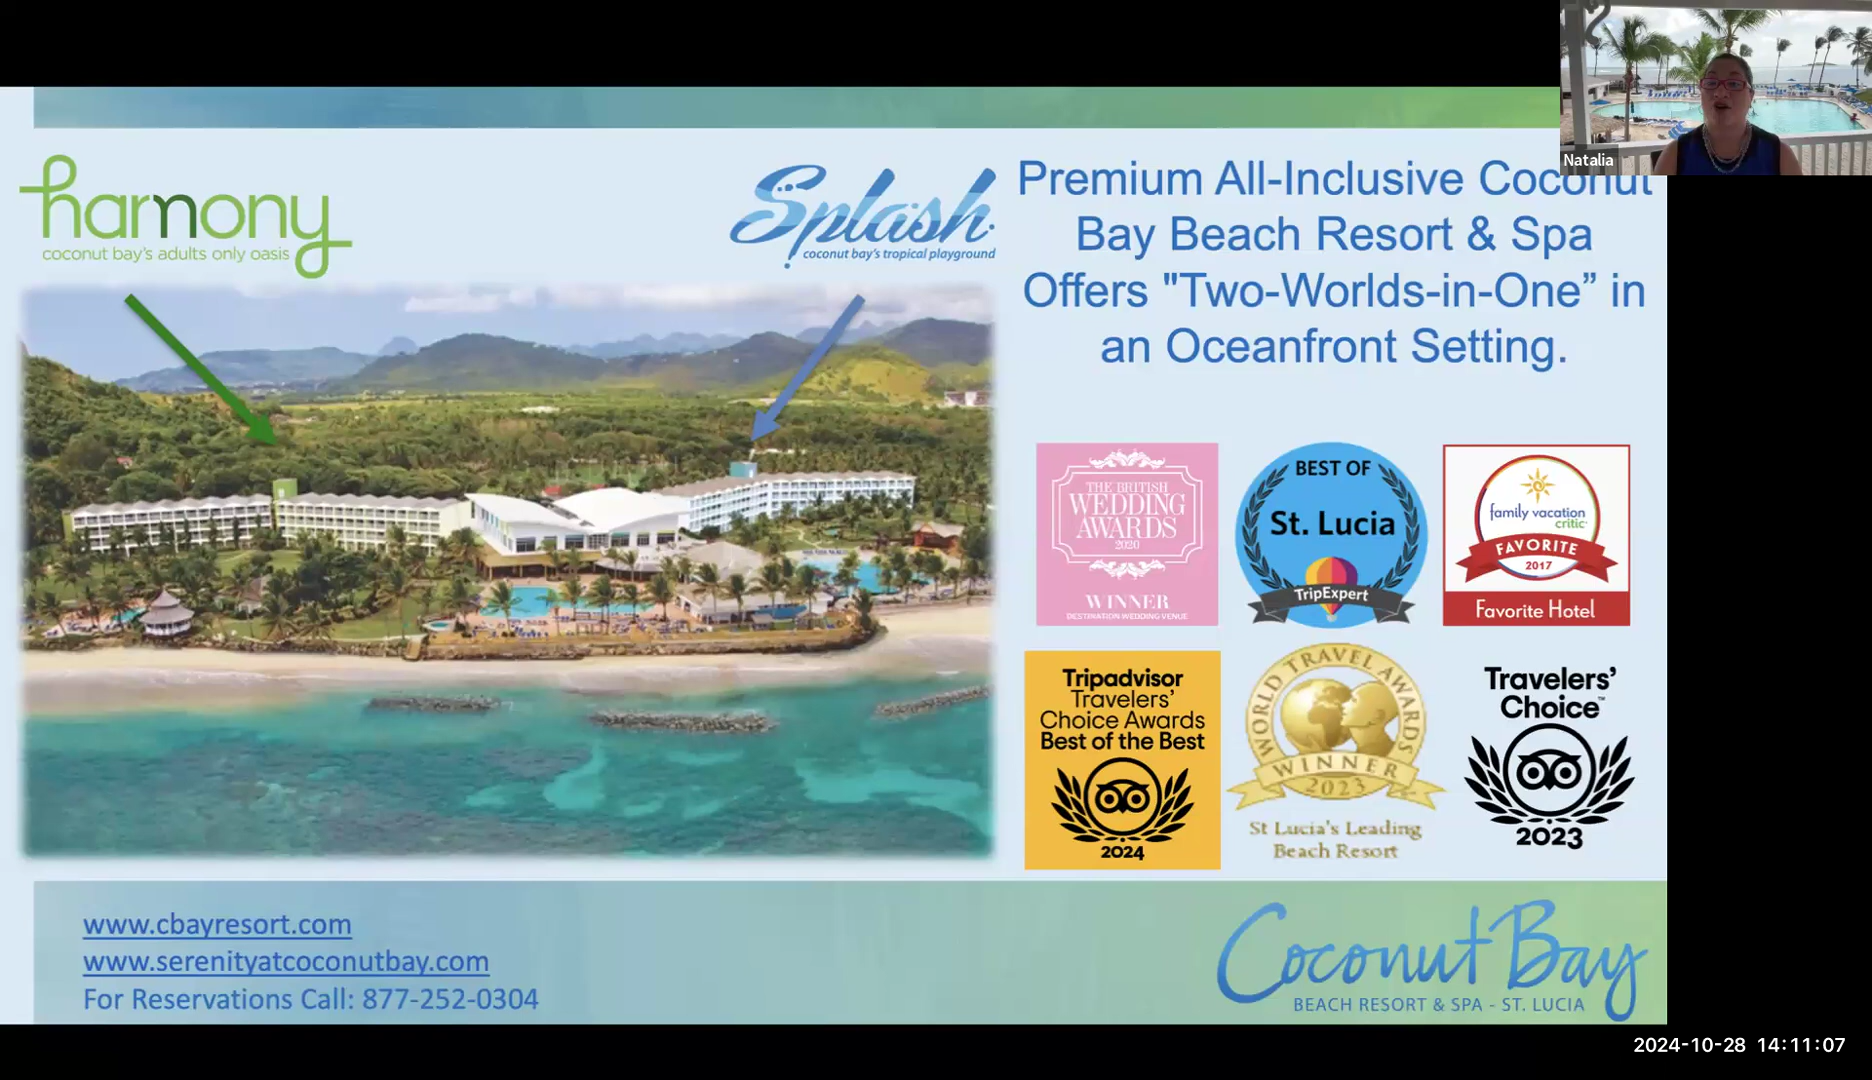 Natalia
harmony
coconut bay's adults only oasis
Splash
coconut bay's tropical playground
Premium All-Inclusive Coconut
Bay Beach Resort & Spa
Offers "Two-Worlds-in-One” in
an Oceanfront Setting.
THE BRITISH
WEDDING
AWARDS
2020
WINNER
DESTINATION WEDDING VENUE
BEST OF
St. Lucia
TripExpert
family vacation
critic
FAVORITE
2017
Favorite Hotel
Tripadvisor
Travelers'
Choice Awards
Best of the Best
2024
WORLD TRAVEL AWARDS
WINNER
2023
St Lucia's Leading
Beach Resort
Travelers'
Choice™
2023
www.cbayresort.com
www.serenityatcoconutbay.com
For Reservations Call: 877-252-0304
Coconut Bay
BEACH RESORT & SPA - ST. LUCIA
2024-10-28 14:11:07